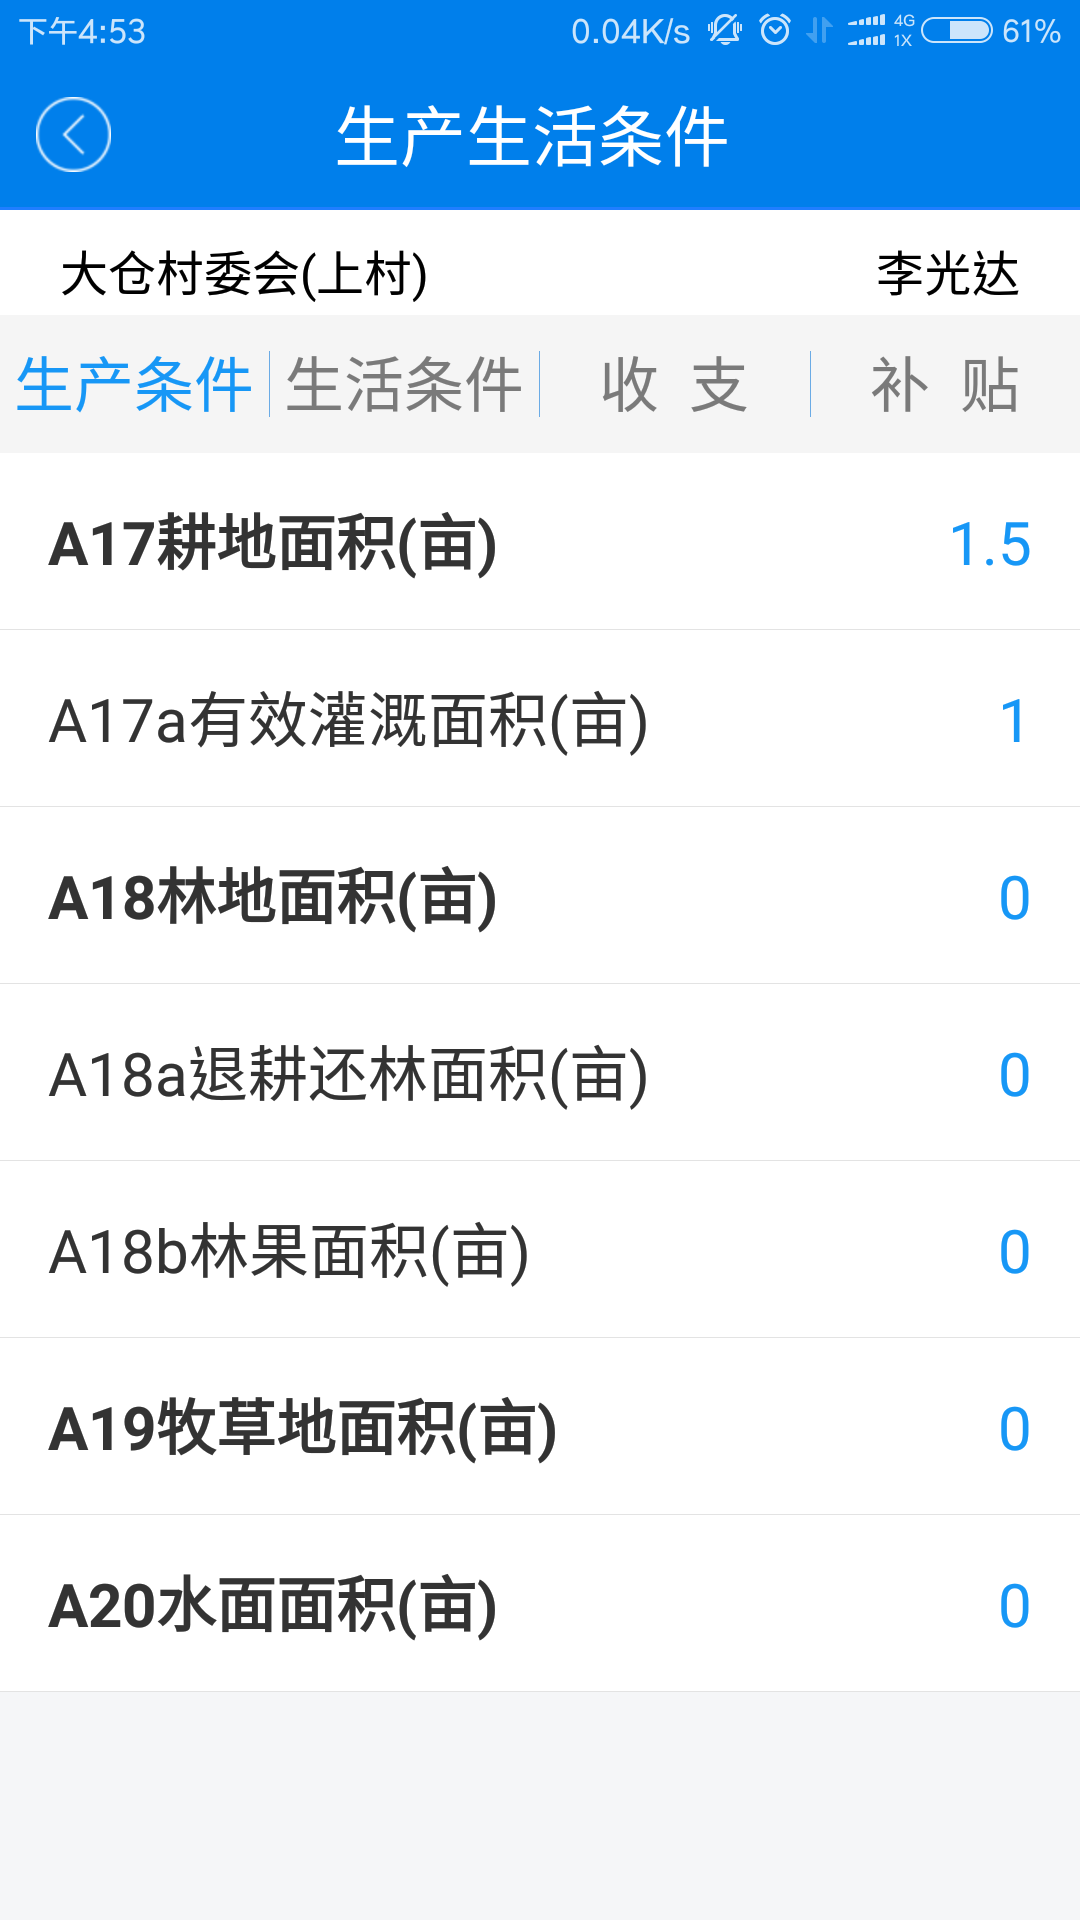 下午4:53 0.04K/s 4G 1X 61%
生产生活条件
大仓村委会(上村) 李光达
生产条件 生活条件 收 支 补 贴
A17耕地面积(亩) 1.5
A17a有效灌溉面积(亩) 1
A18林地面积(亩) 0
A18a退耕还林面积(亩) 0
A18b林果面积(亩) 0
A19牧草地面积(亩) 0
A20水面面积(亩) 0